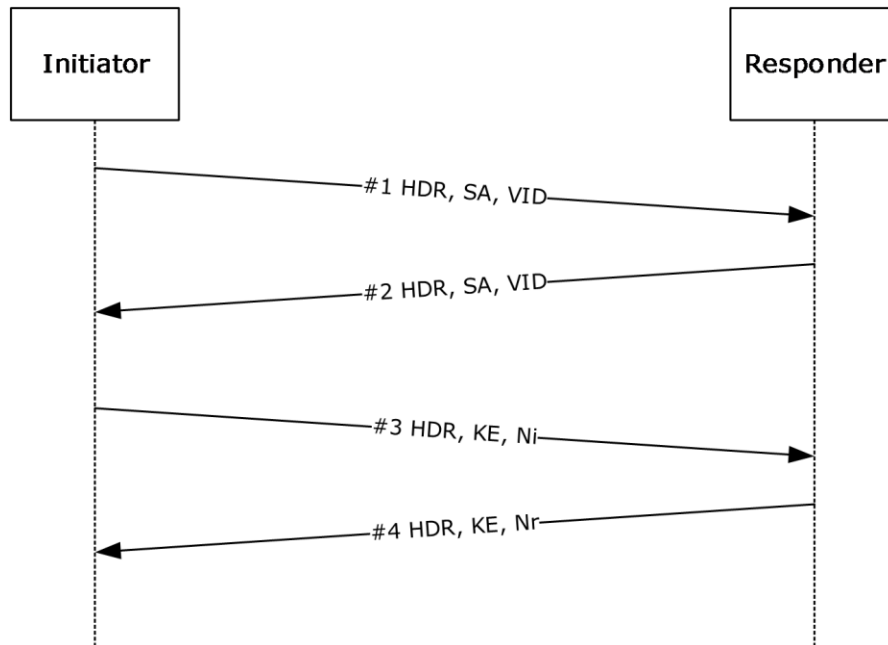 Initiator
Responder
#1 HDR, SA, VID
#2 HDR, SA, VID
#3 HDR, KE, Ni
#4 HDR, KE, Nr